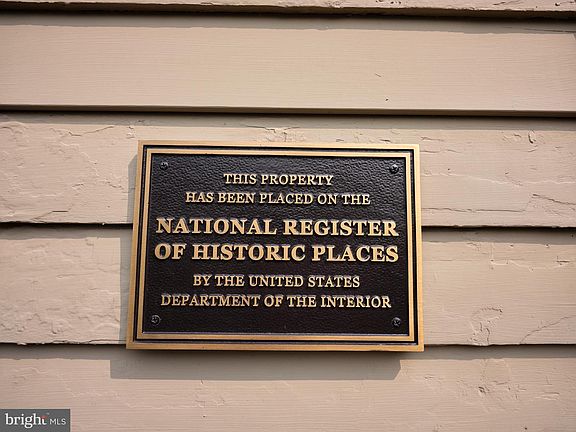 THIS PROPERTY
HAS BEEN PLACED ON THE
NATIONAL REGISTER
OF HISTORIC PLACES
BY THE UNITED STATES
DEPARTMENT OF THE INTERIOR
bright MLS